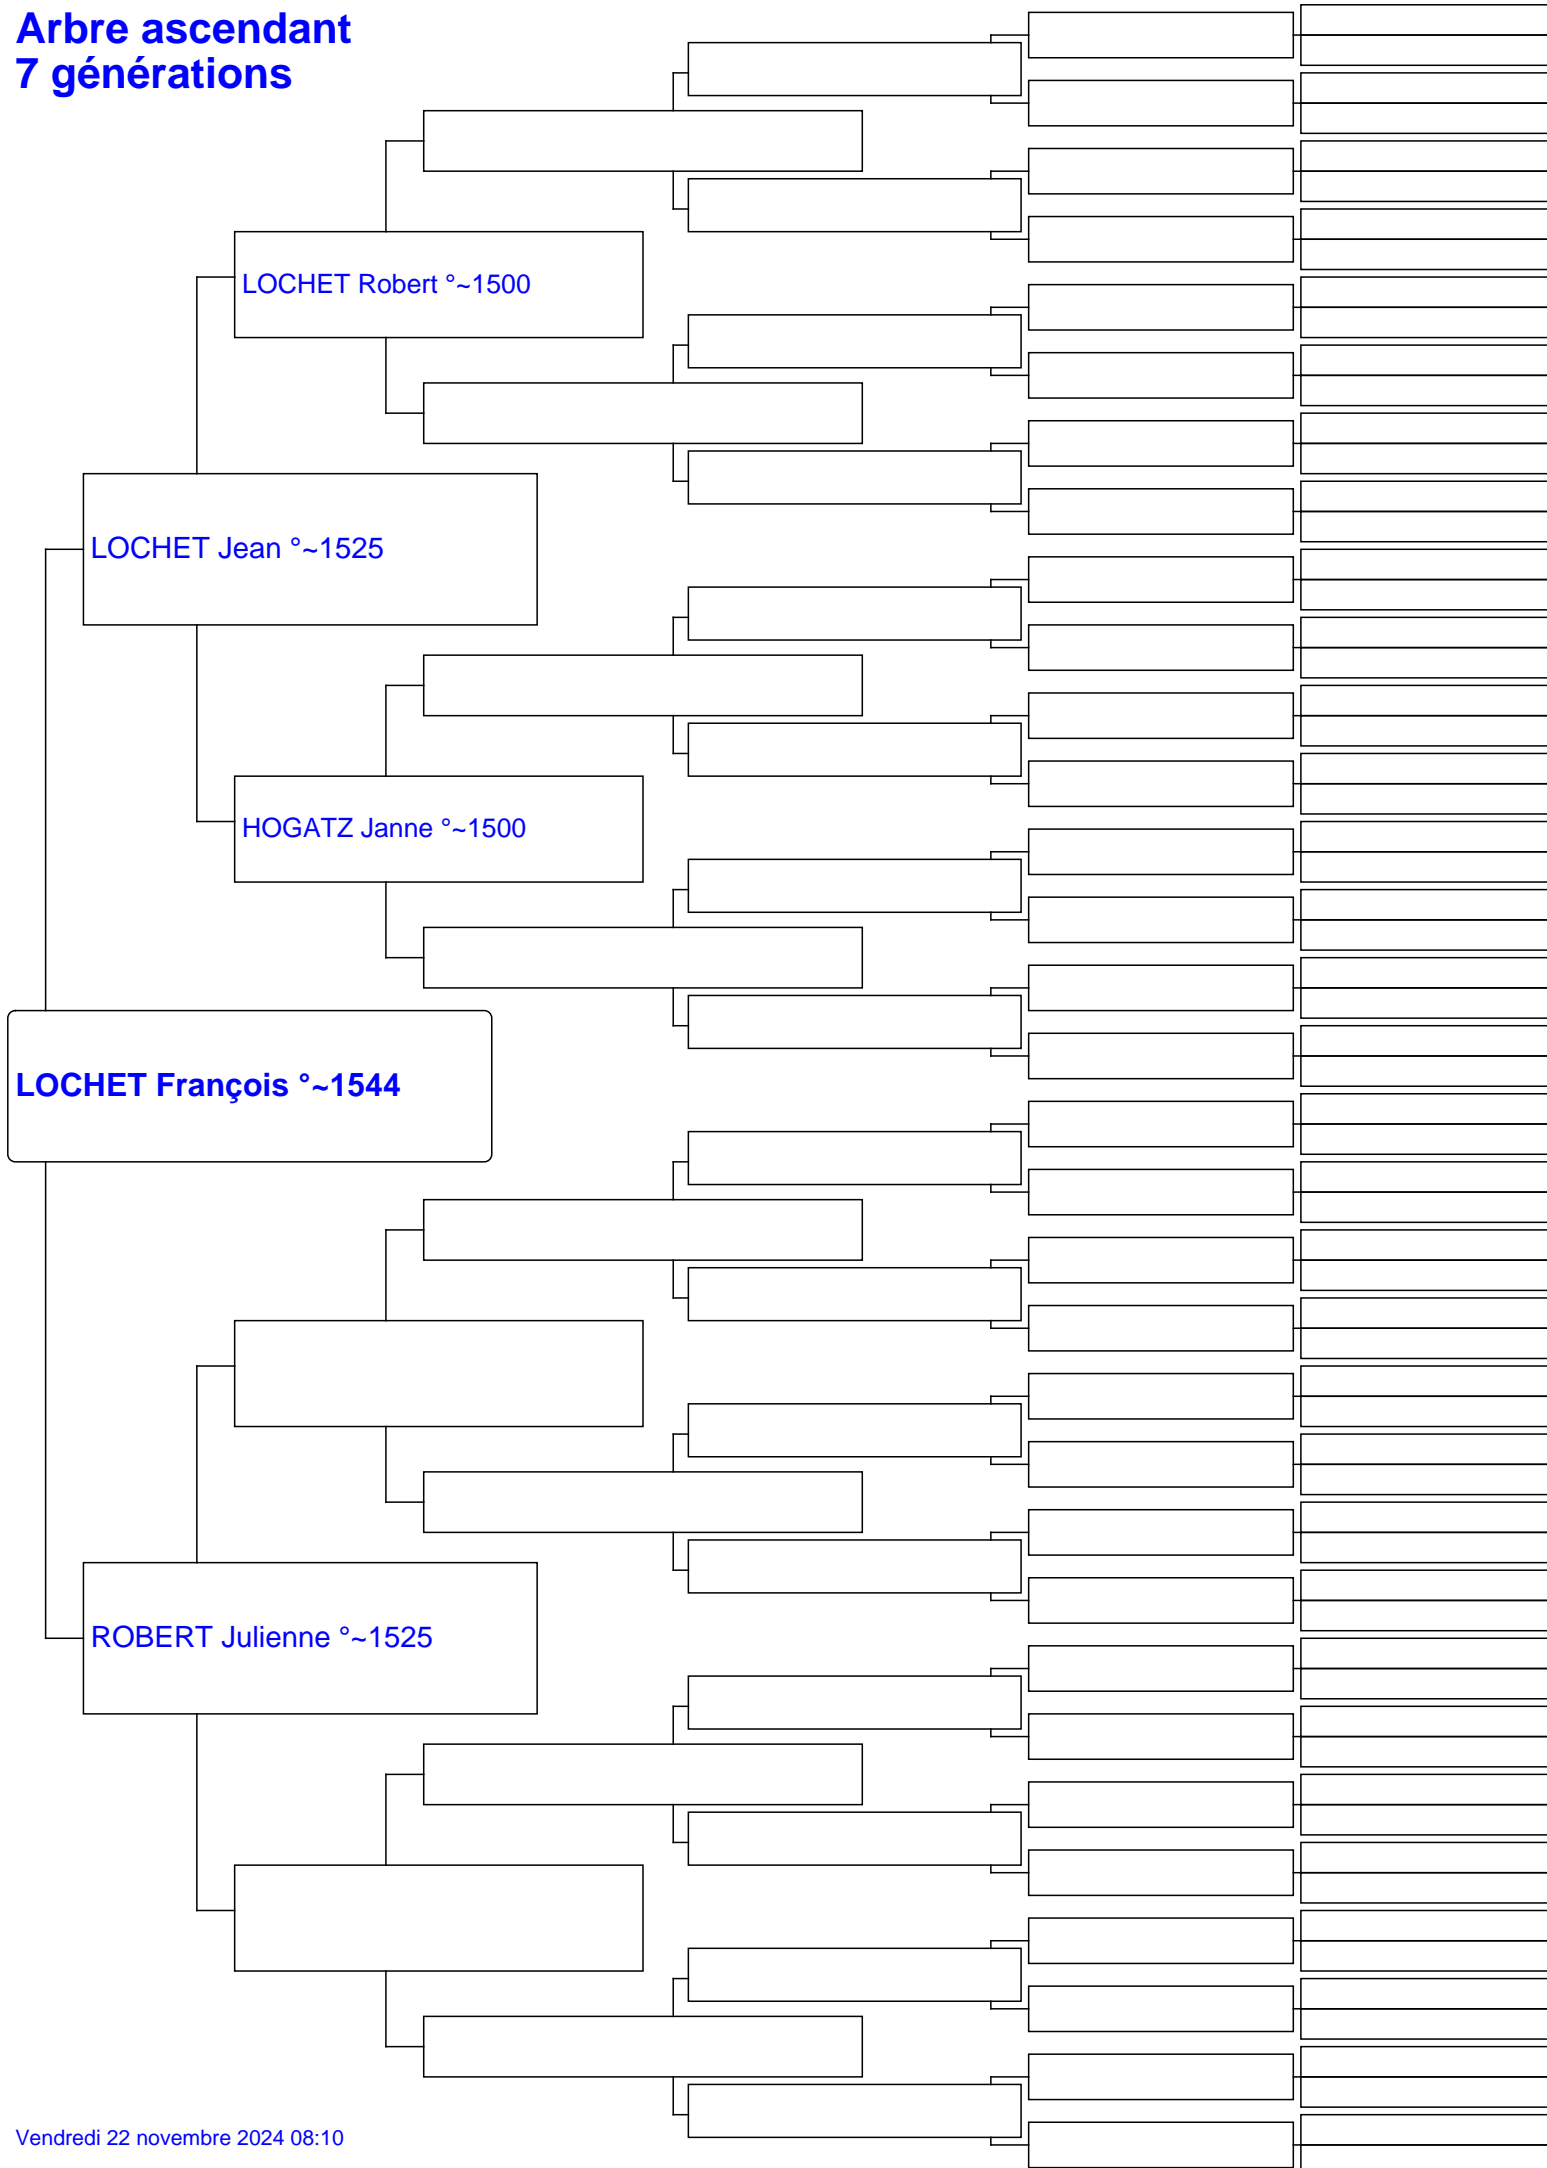 Arbre ascendant
7 générations
LOCHET Robert °~1500
LOCHET Jean °~1525
HOGATZ Janne °~1500
LOCHET François °~1544
ROBERT Julienne °~1525
Vendredi 22 novembre 2024 08:10